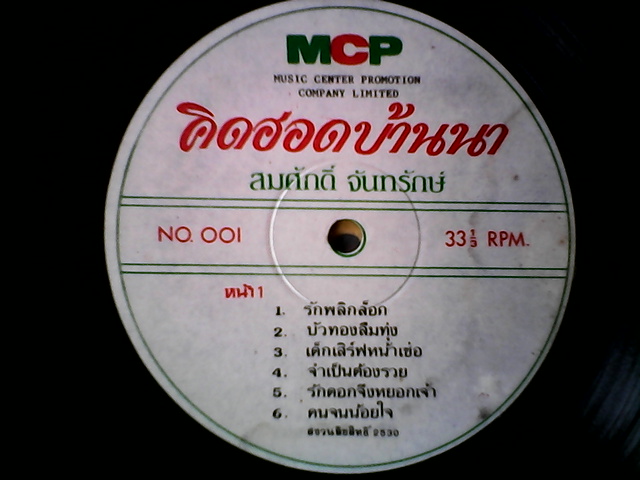 MCP
MUSIC CENTER PROMOTION
COMPANY LIMITED
คิดฮอดบ้านนา
สมศักดิ์ จันทรักษ์
NO. 001
33 1/3 RPM.
หน้า 1
1. รักพลิกล็อก
2. บัวทองลืมทุ่ง
3. เด็กเสิร์ฟหน้าเซ่อ
4. จำเป็นต้องรวย
5. รักดอกจึงหยอกเจ้า
6. คนจนน้อยใจ
สงวนลิขสิทธิ์ 2530